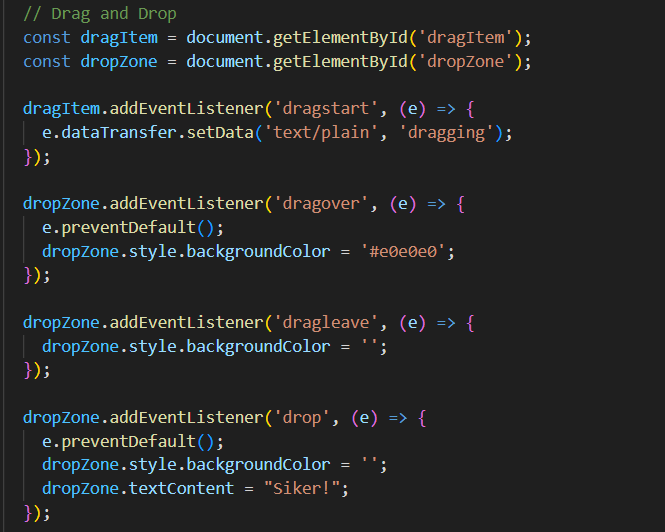 // Drag and Drop
const dragItem = document.getElementById('dragItem');
const dropZone = document.getElementById('dropZone');
dragItem.addEventListener('dragstart', (e) => {
  e.dataTransfer.setData('text/plain', 'dragging');
});
dropZone.addEventListener('dragover', (e) => {
  e.preventDefault();
  dropZone.style.backgroundColor = '#e0e0e0';
});
dropZone.addEventListener('dragleave', (e) => {
  dropZone.style.backgroundColor = '';
});
dropZone.addEventListener('drop', (e) => {
  e.preventDefault();
  dropZone.style.backgroundColor = '';
  dropZone.textContent = "Siker!";
});